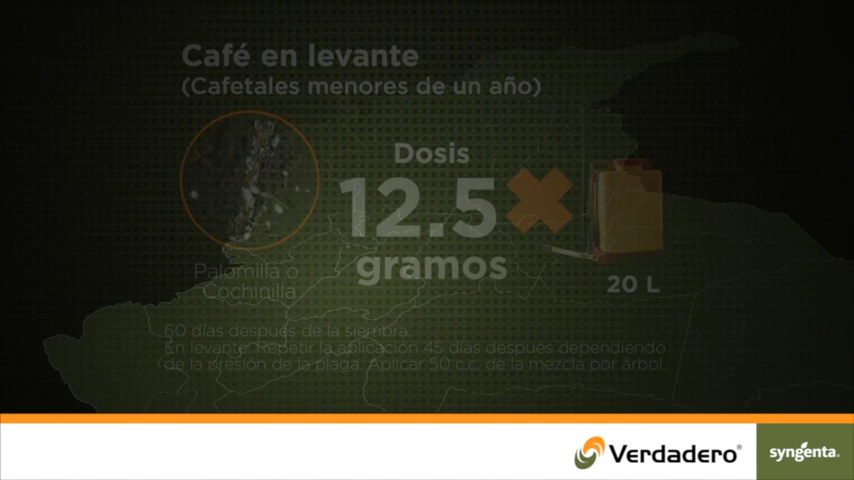 Café en levante
(Cafetales menores de un año)
Dosis
12.5
gramos
20 L
Palomilla o
Cochinilla
60 días después de la siembra.
En levante: Repetir la aplicación 45 días después dependiendo
de la presión de la plaga. Aplicar 50 c.c. de la mezcla por árbol.
Verdadero®
syngenta®